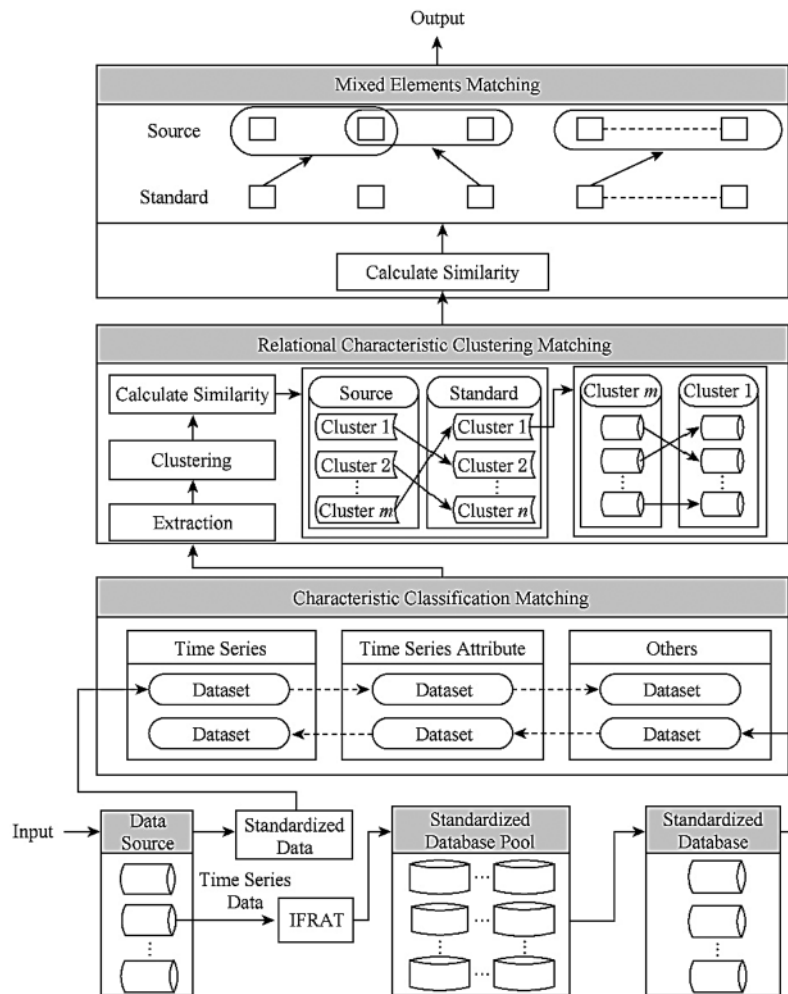 Output
Mixed Elements Matching
Source
Standard
Calculate Similarity
Relational Characteristic Clustering Matching
Calculate Similarity
Clustering
Extraction
Source
Cluster 1
Cluster 2
Cluster m
Standard
Cluster 1
Cluster 2
Cluster n
Cluster m
Cluster 1
Characteristic Classification Matching
Time Series
Dataset
Dataset
Time Series Attribute
Dataset
Dataset
Others
Dataset
Dataset
Input
Data
Source
Standardized
Data
Time Series
Data
IFRAT
Standardized
Database Pool
Standardized
Database